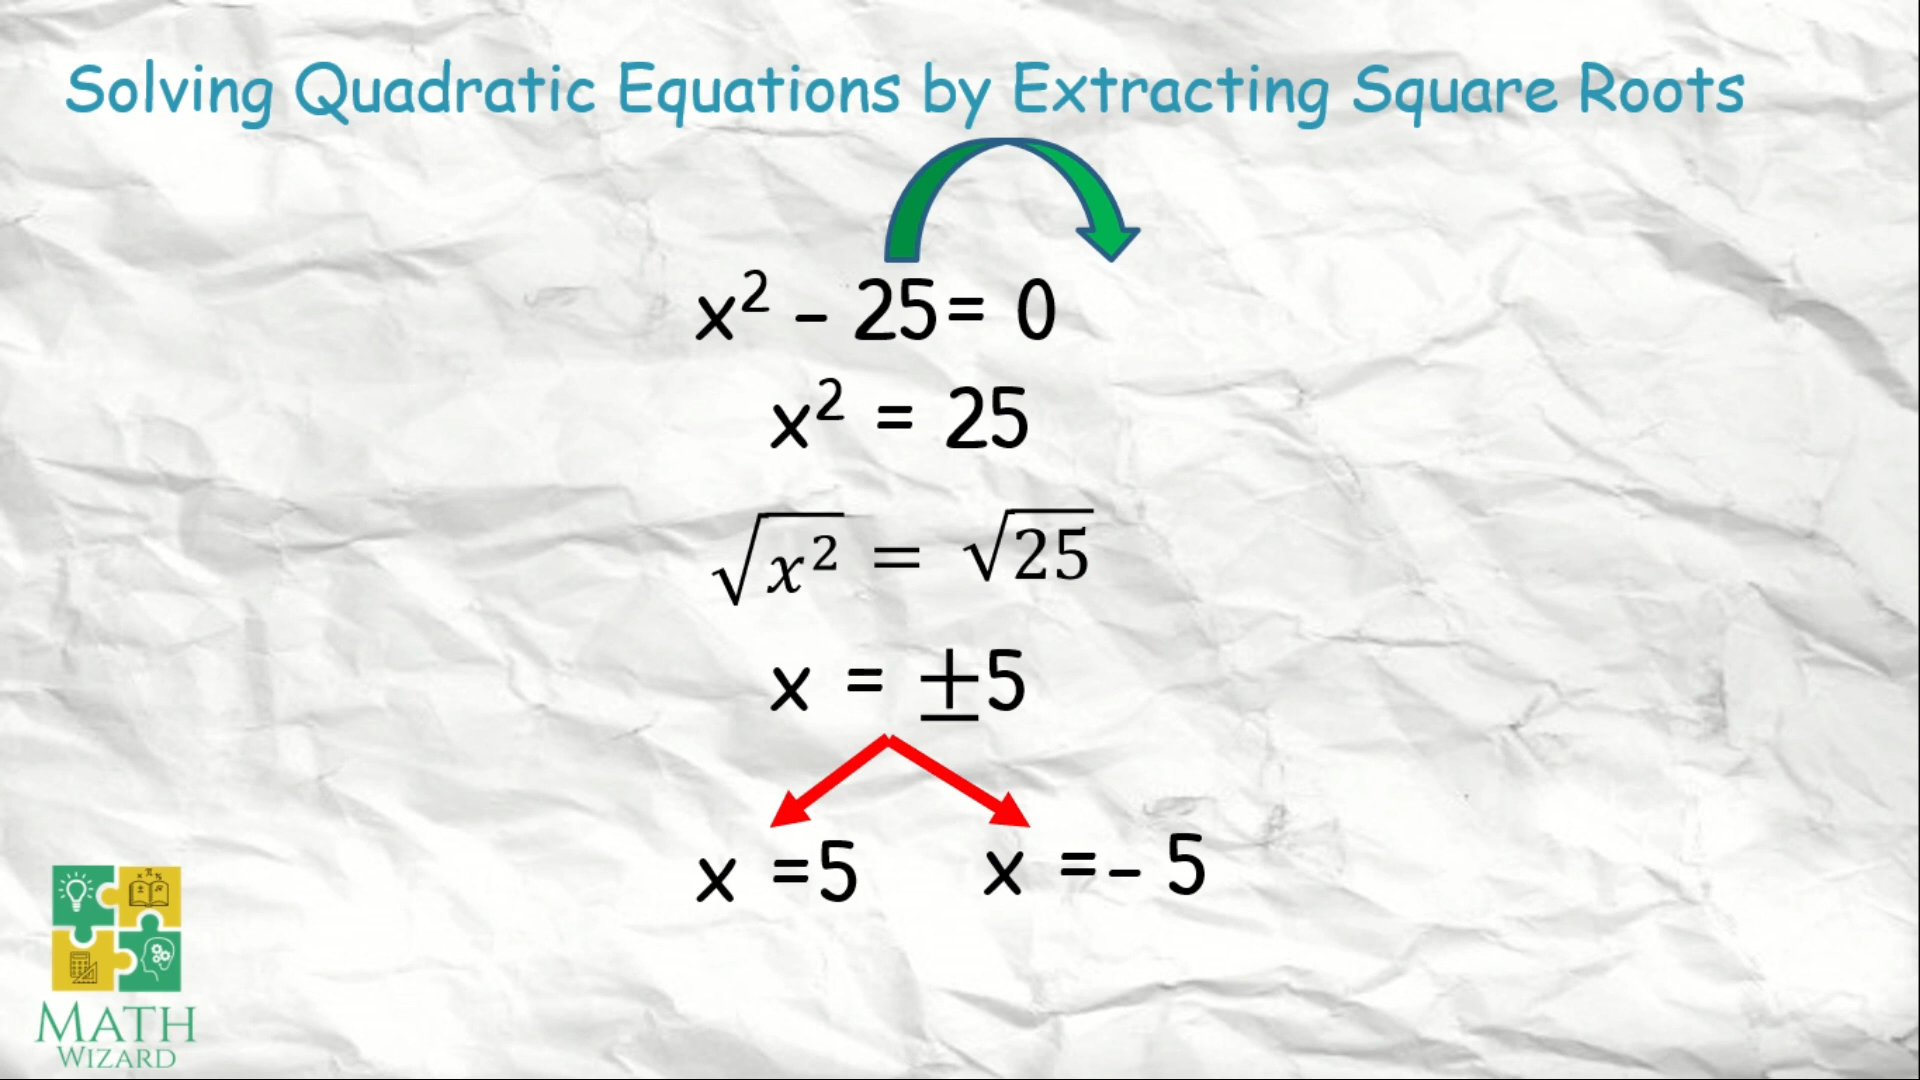 Solving Quadratic Equations by Extracting Square Roots
x² – 25= 0
x² = 25
√x² = √25
x = ±5
x =5 x =– 5
MATH
WIZARD